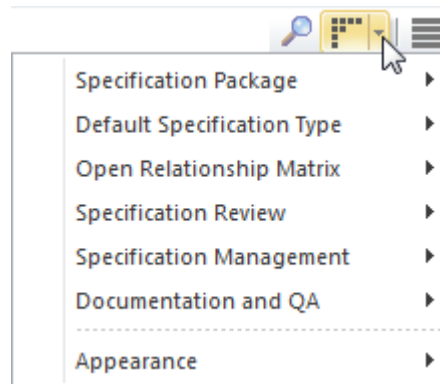 Specification Package
Default Specification Type
Open Relationship Matrix
Specification Review
Specification Management
Documentation and QA
Appearance